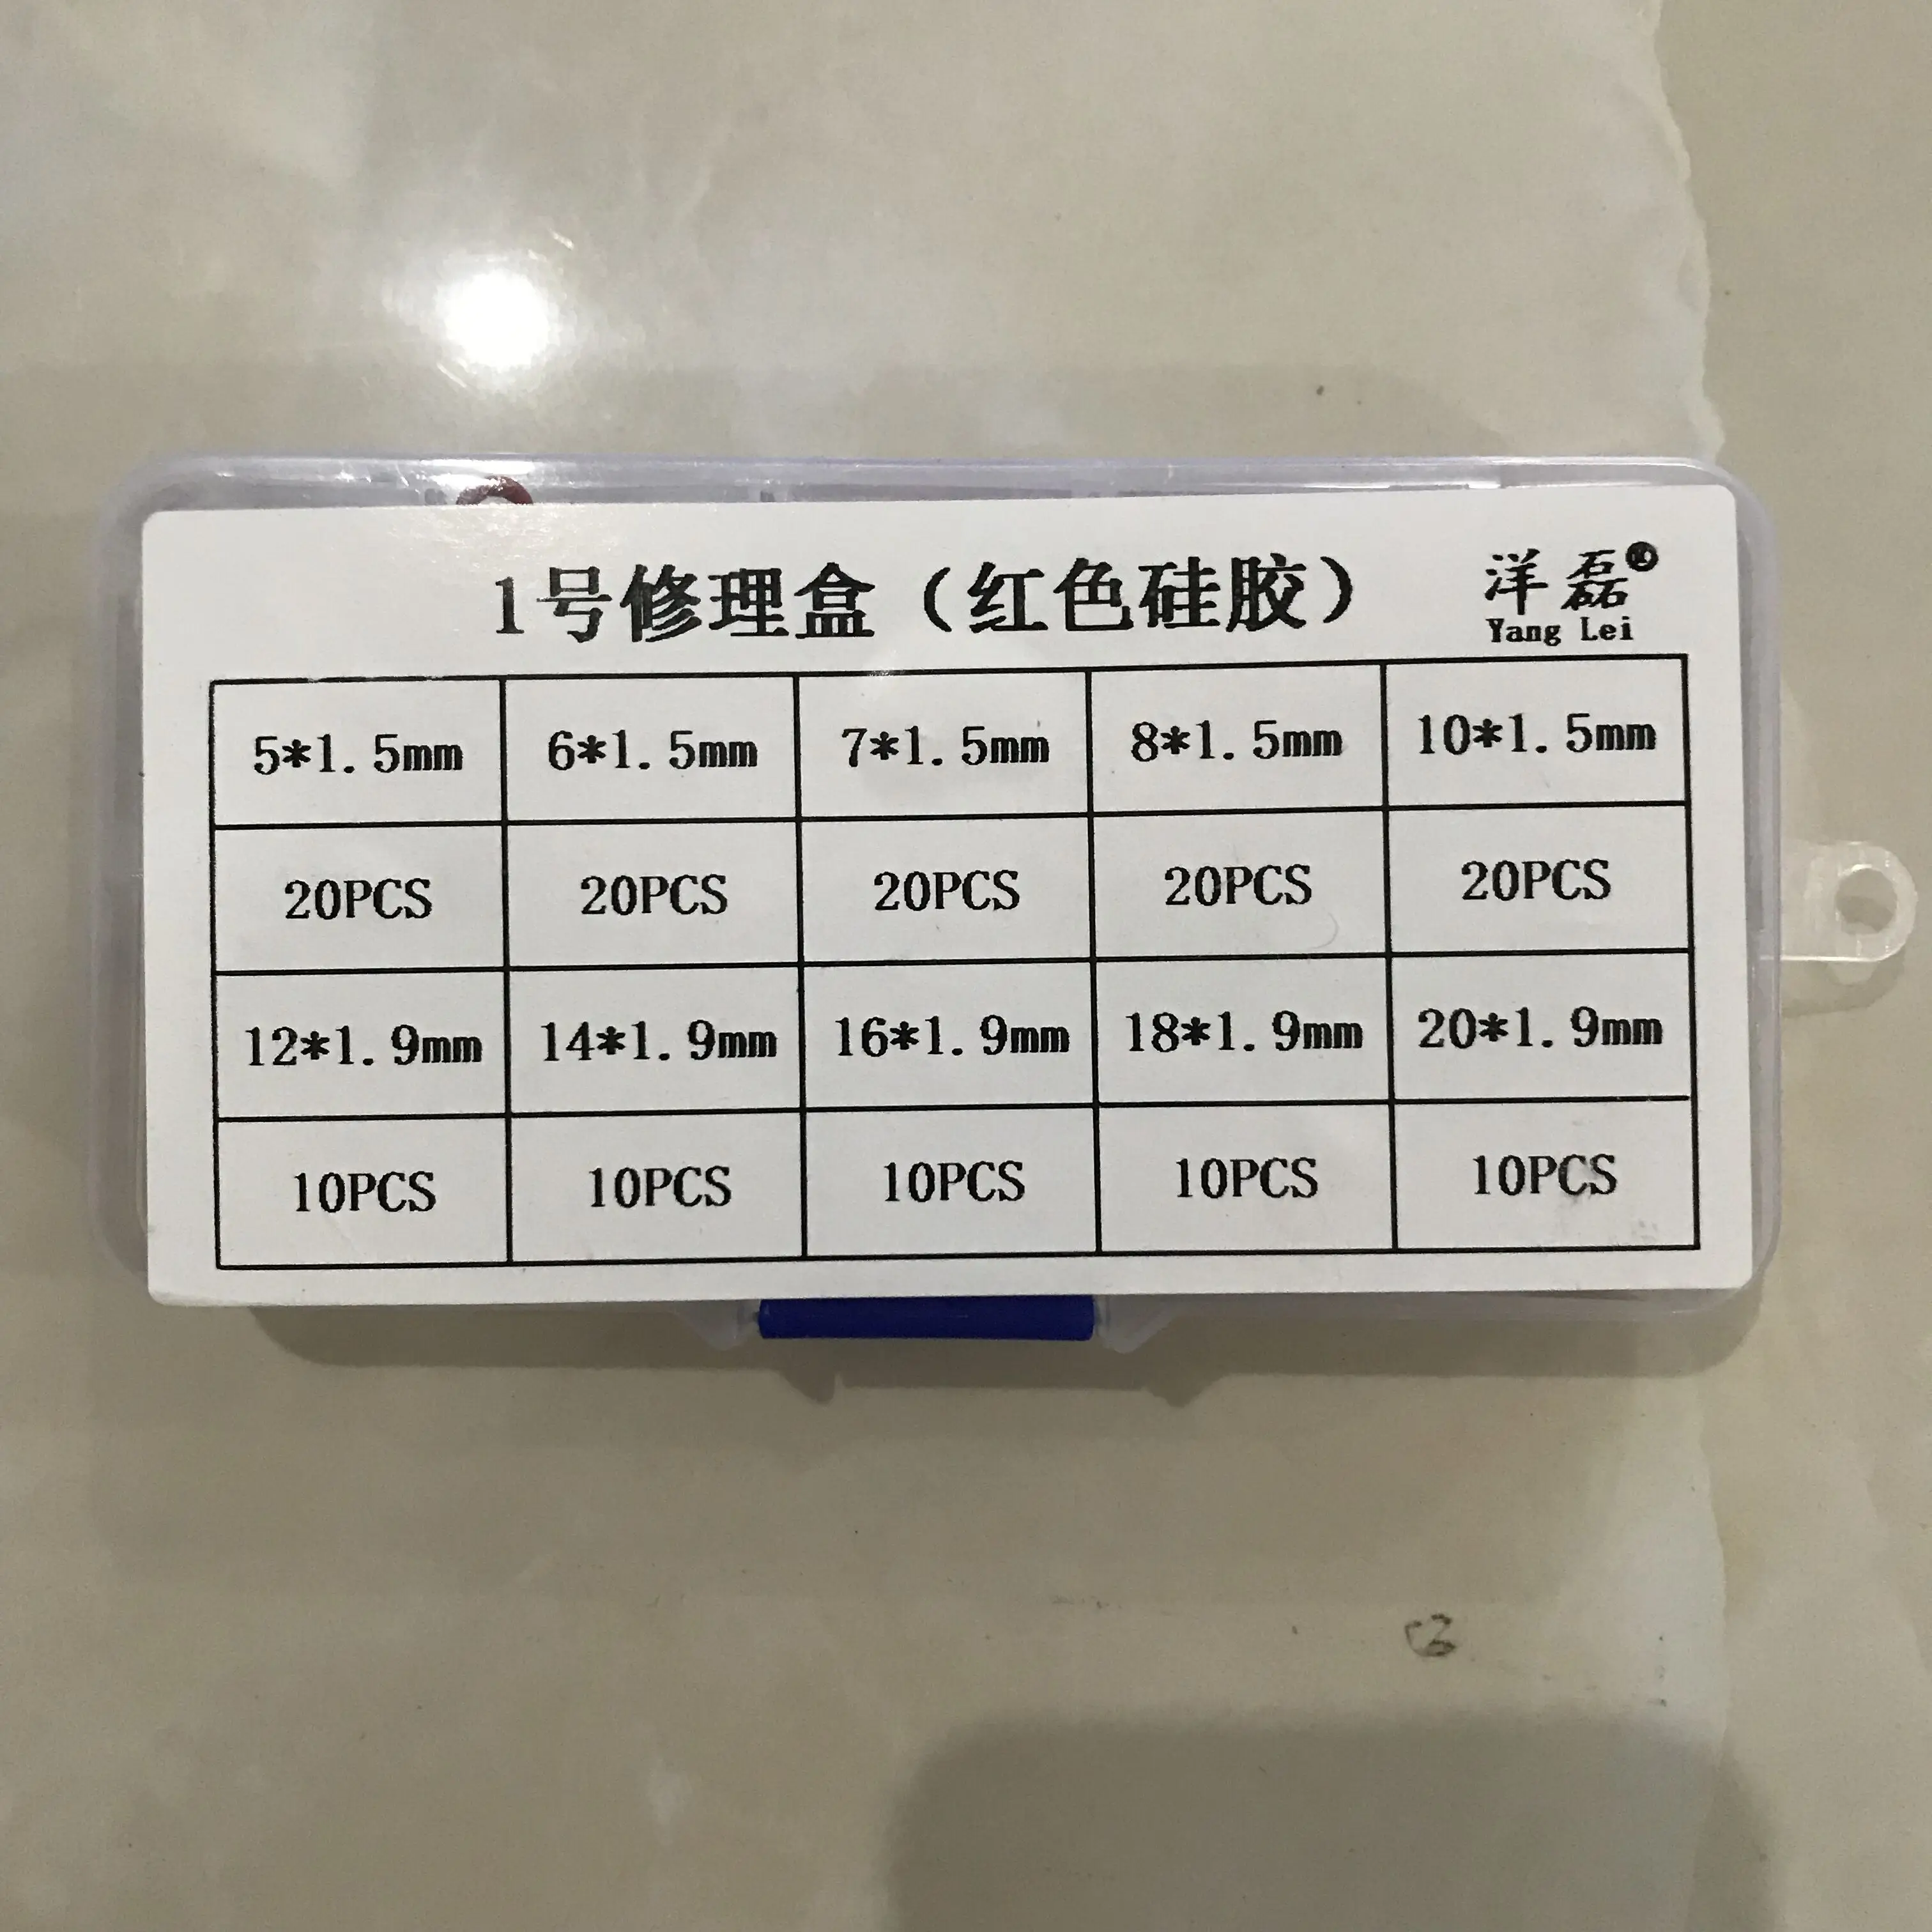 1号修理盒（红色硅胶）
洋磊®
Yang Lei
5*1.5mm 6*1.5mm 7*1.5mm 8*1.5mm 10*1.5mm
20PCS 20PCS 20PCS 20PCS 20PCS
12*1.9mm 14*1.9mm 16*1.9mm 18*1.9mm 20*1.9mm
10PCS 10PCS 10PCS 10PCS 10PCS